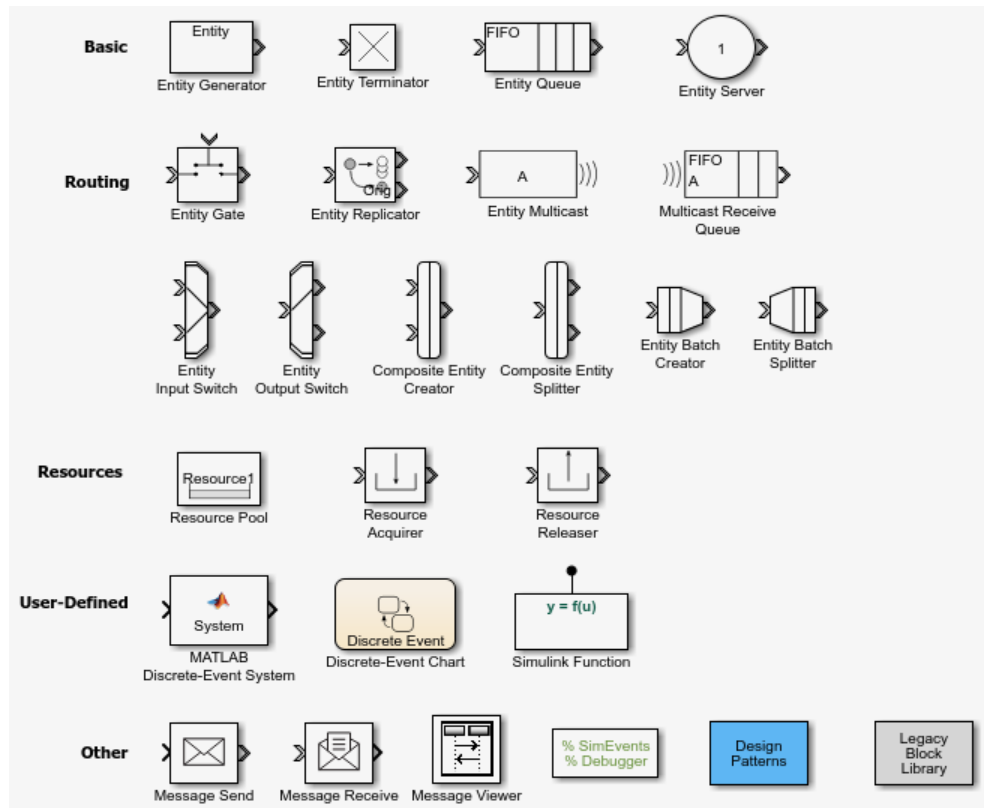 Basic
Entity
Entity Generator
Entity Terminator
FIFO
Entity Queue
1
Entity Server
Routing
Entity Gate
Orig
Entity Replicator
A
Entity Multicast
FIFO
A
Multicast Receive
Queue
Entity
Input Switch
Entity
Output Switch
Composite Entity
Creator
Composite Entity
Splitter
Entity Batch
Creator
Entity Batch
Splitter
Resources
Resource1
Resource Pool
Resource
Acquirer
Resource
Releaser
User-Defined
System
MATLAB
Discrete-Event System
Discrete Event
Discrete-Event Chart
y = f(u)
Simulink Function
Other
Message Send
Message Receive
Message Viewer
% SimEvents
% Debugger
Design
Patterns
Legacy
Block
Library